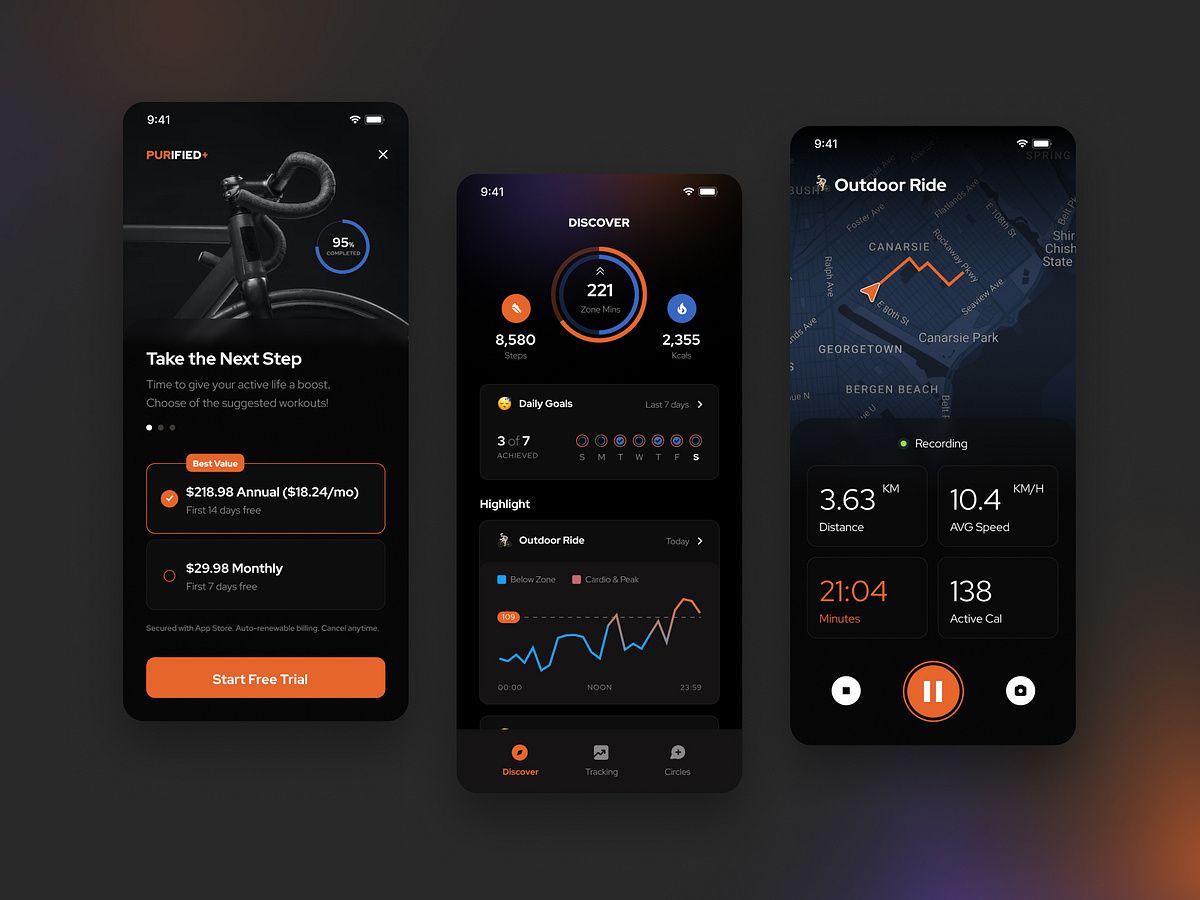 9:41
PURIFIED+
95%
COMPLETED
Take the Next Step
Time to give your active life a boost.
Choose of the suggested workouts!
Best Value
$218.98 Annual ($18.24/mo)
First 14 days free
$29.98 Monthly
First 7 days free
Secured with App Store. Auto-renewable billing. Cancel anytime.
Start Free Trial
9:41
DISCOVER
221
Zone Mins
8,580
Steps
2,355
Kcals
Daily Goals
Last 7 days
3 of 7
ACHIEVED
S M T W T F S
Highlight
Outdoor Ride
Today
Below Zone
Cardio & Peak
109
00:00
NOON
23:59
Discover
Tracking
Circles
9:41
SPRING
Outdoor Ride
BUSH
Foster Ave
Flatlands Ave
E 108th St
Belt
CANARSIE
Rockaway Pkwy
Ralph Ave
Shir
Chish
State
Seaview Ave
E 80th St
Canarsie Park
GEORGETOWN
BERGEN BEACH
Belt
Recording
3.63 KM
Distance
10.4 KM/H
AVG Speed
21:04
Minutes
138
Active Cal